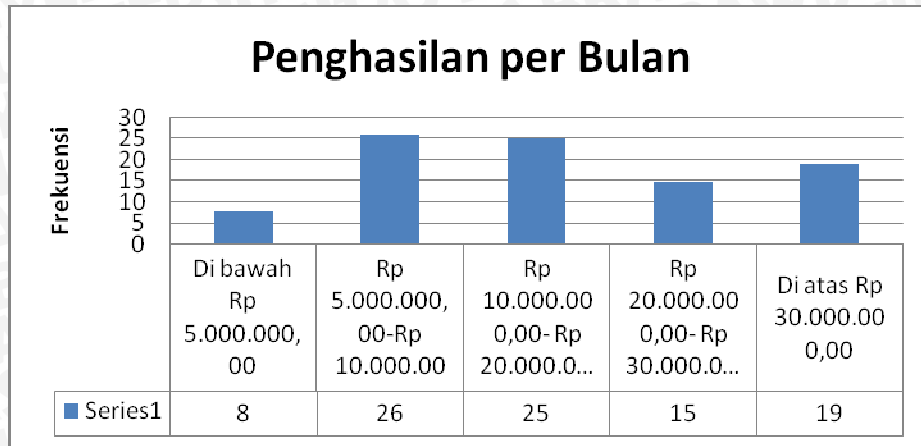 Penghasilan per Bulan
Frekuensi
30
25
20
15
10
5
0
Di bawah
Rp
5.000.000,
00
Rp
5.000.000,
00-Rp
10.000.00
Rp
10.000.00
0,00- Rp
20.000.0...
Rp
20.000.00
0,00- Rp
30.000.0...
Di atas Rp
30.000.00
0,00
Series1 8 26 25 15 19